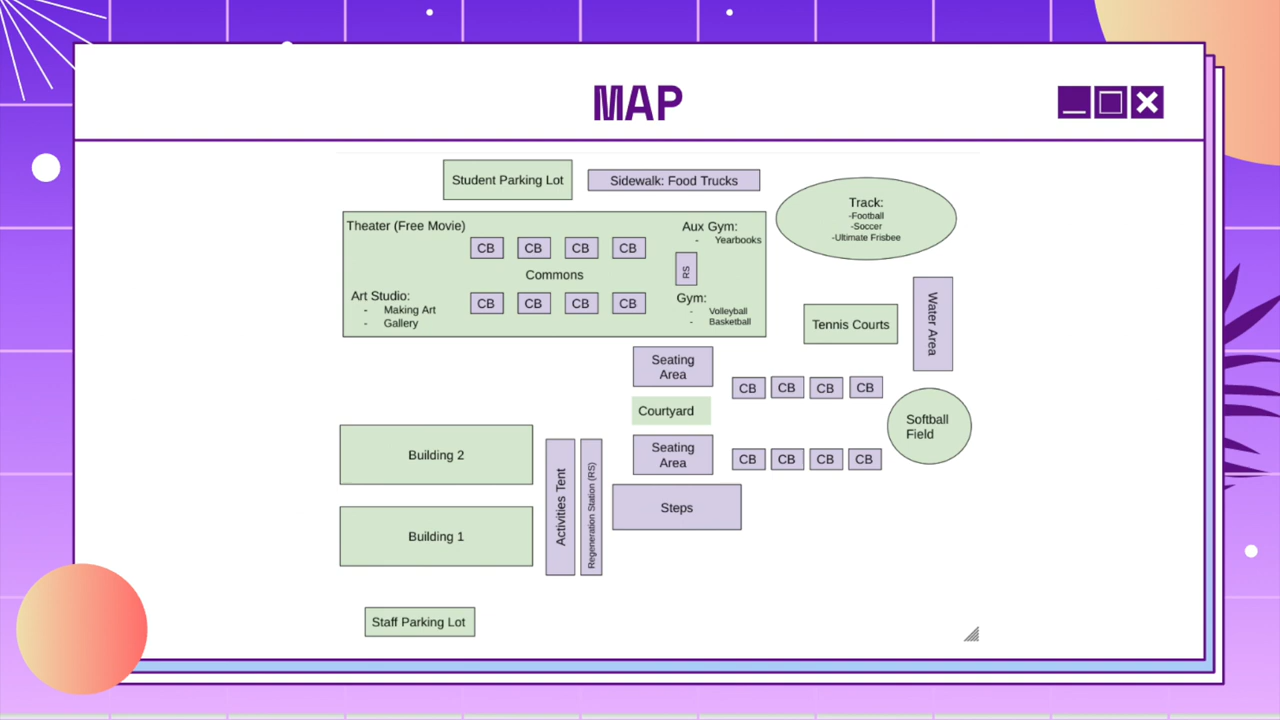 MAP
Student Parking Lot
Sidewalk: Food Trucks
Track:
-Football
-Soccer
-Ultimate Frisbee
Theater (Free Movie)
CB CB CB CB
Aux Gym:
- Yearbooks
RS
Commons
Art Studio:
- Making Art
- Gallery
CB CB CB CB
Gym:
- Volleyball
- Basketball
Tennis Courts
Water Area
Seating
Area
CB CB CB CB
Courtyard
Softball
Field
Seating
Area
CB CB CB CB
Building 2
Activities Tent
Regeneration Station (RS)
Steps
Building 1
Staff Parking Lot